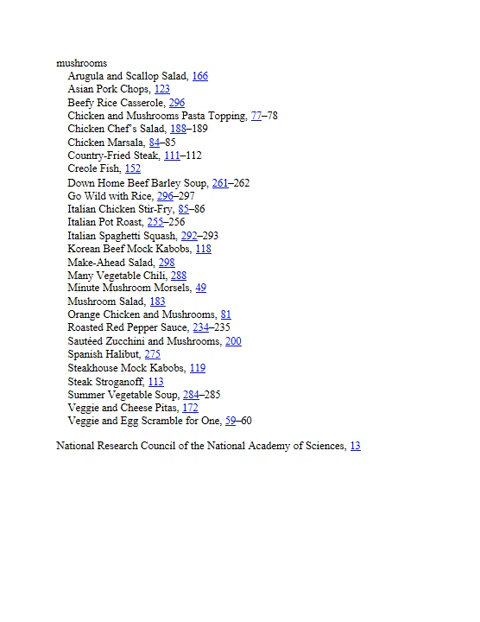 mushrooms
Arugula and Scallop Salad, 166
Asian Pork Chops, 123
Beefy Rice Casserole, 296
Chicken and Mushrooms Pasta Topping, 77–78
Chicken Chef's Salad, 188–189
Chicken Marsala, 84–85
Country-Fried Steak, 111–112
Creole Fish, 152
Down Home Beef Barley Soup, 261–262
Go Wild with Rice, 296–297
Italian Chicken Stir-Fry, 85–86
Italian Pot Roast, 255–256
Italian Spaghetti Squash, 292–293
Korean Beef Mock Kabobs, 118
Make-Ahead Salad, 298
Many Vegetable Chili, 288
Minute Mushroom Morsels, 49
Mushroom Salad, 183
Orange Chicken and Mushrooms, 81
Roasted Red Pepper Sauce, 234–235
Sautéed Zucchini and Mushrooms, 200
Spanish Halibut, 275
Steakhouse Mock Kabobs, 119
Steak Stroganoff, 113
Summer Vegetable Soup, 284–285
Veggie and Cheese Pitas, 172
Veggie and Egg Scramble for One, 59–60
National Research Council of the National Academy of Sciences, 13